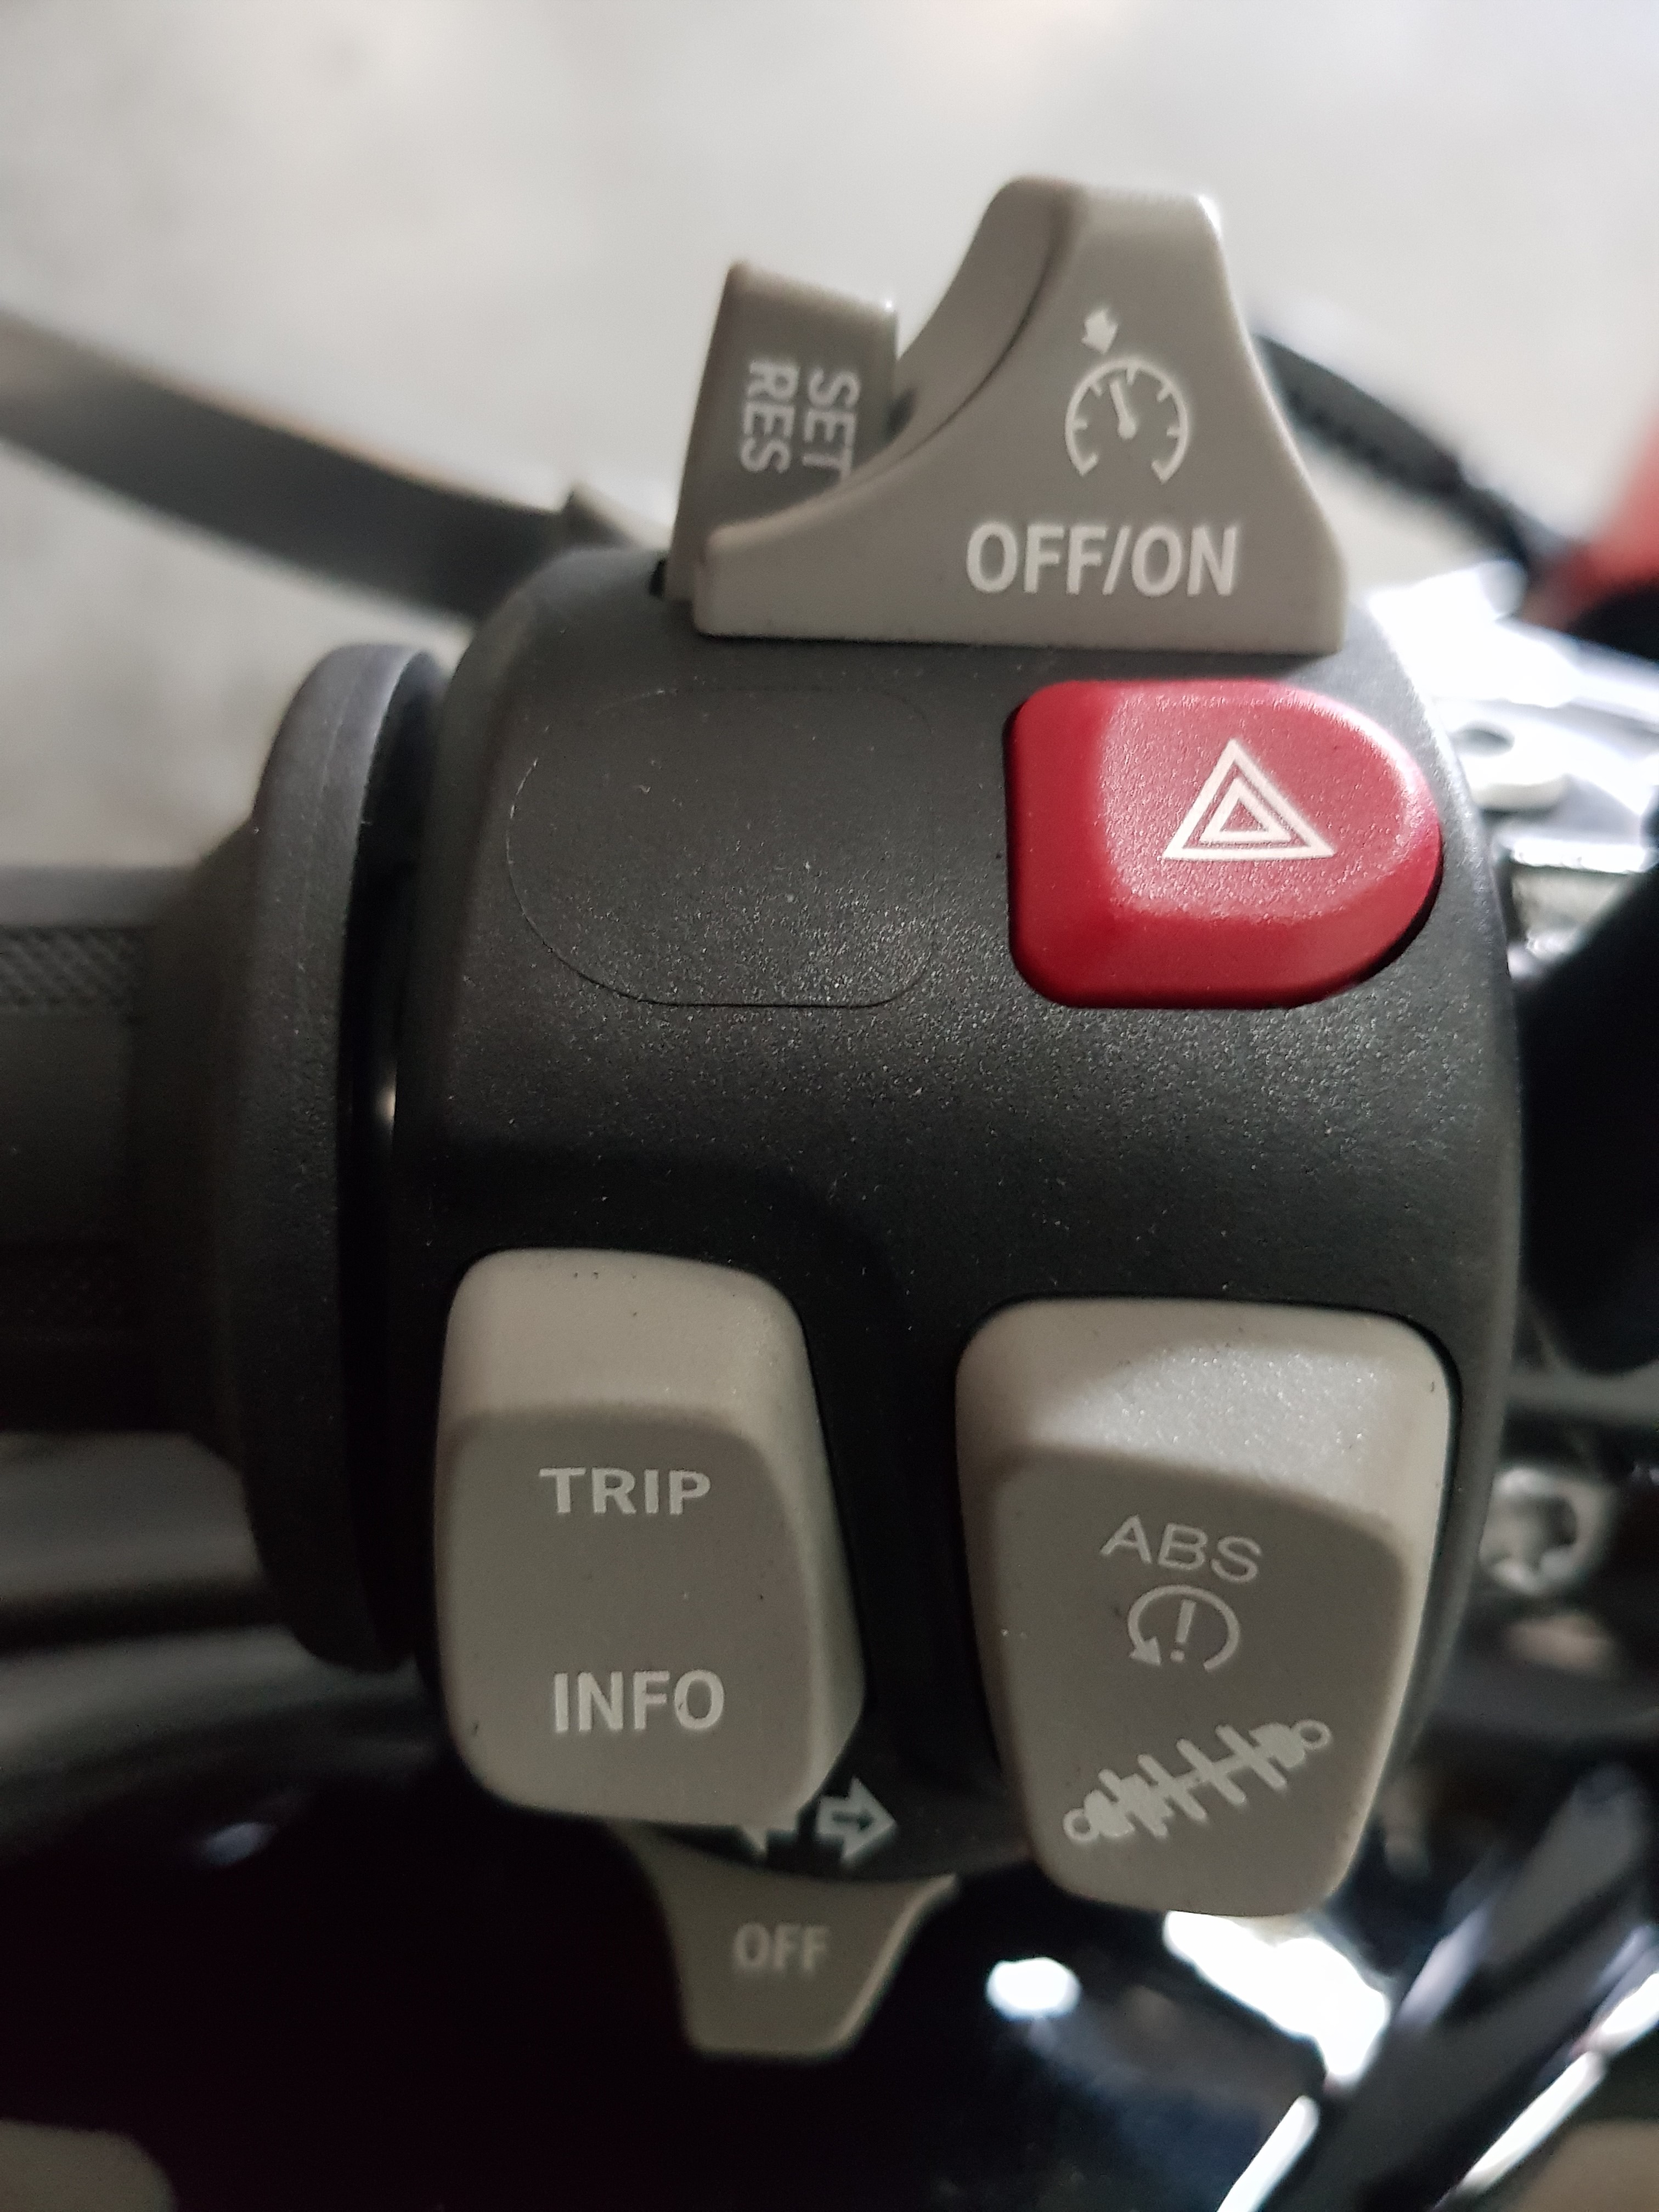 SET
RES
OFF/ON
TRIP
INFO
ABS
OFF